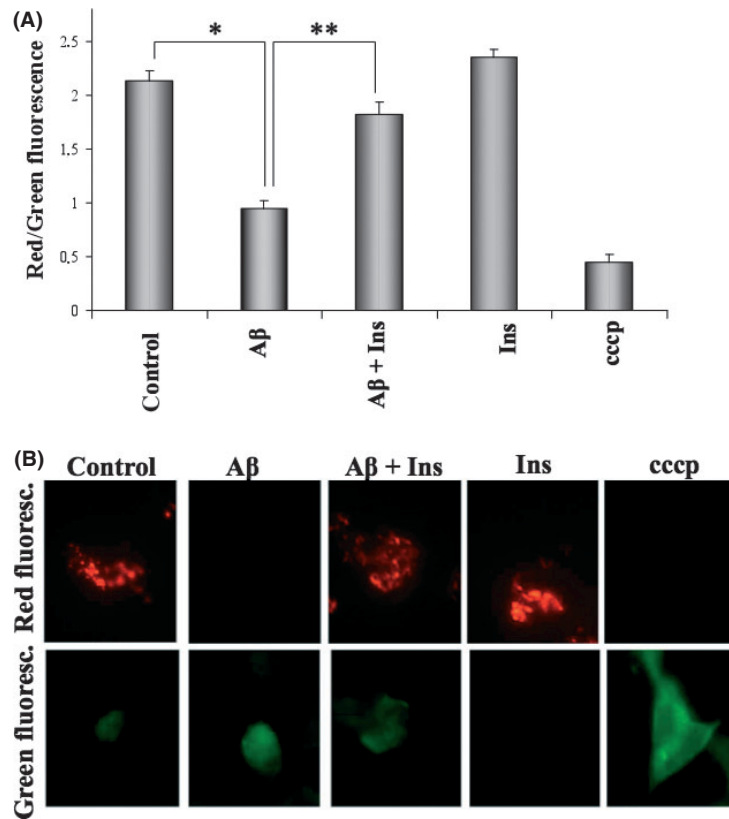 (A)
* **
Red/Green fluorescence
2.5
2
1.5
1
0.5
0
Control
Aβ
Aβ + Ins
Ins
cccp
(B)
Control Aβ Aβ + Ins Ins cccp
Red fluoresc.
Green fluoresc.